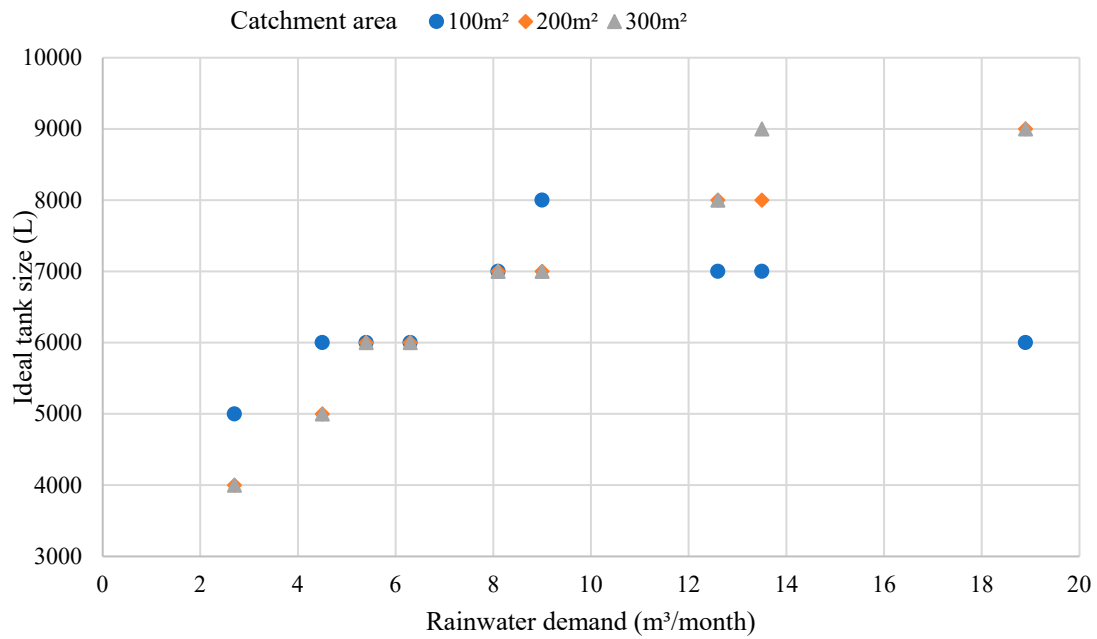 Catchment area 100m² 200m² 300m²
10000
9000
8000
7000
6000
5000
4000
3000
Ideal tank size (L)
0 2 4 6 8 10 12 14 16 18 20
Rainwater demand (m³/month)